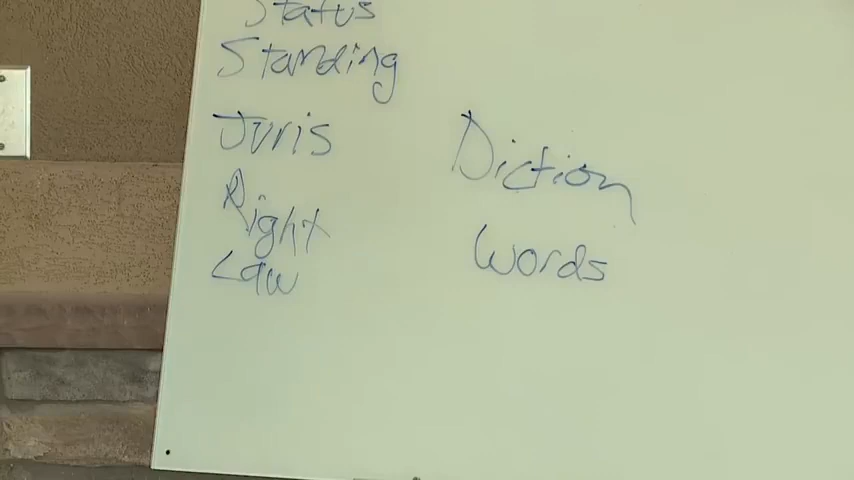 Status
Standing
Juris Diction
Right
Law Words